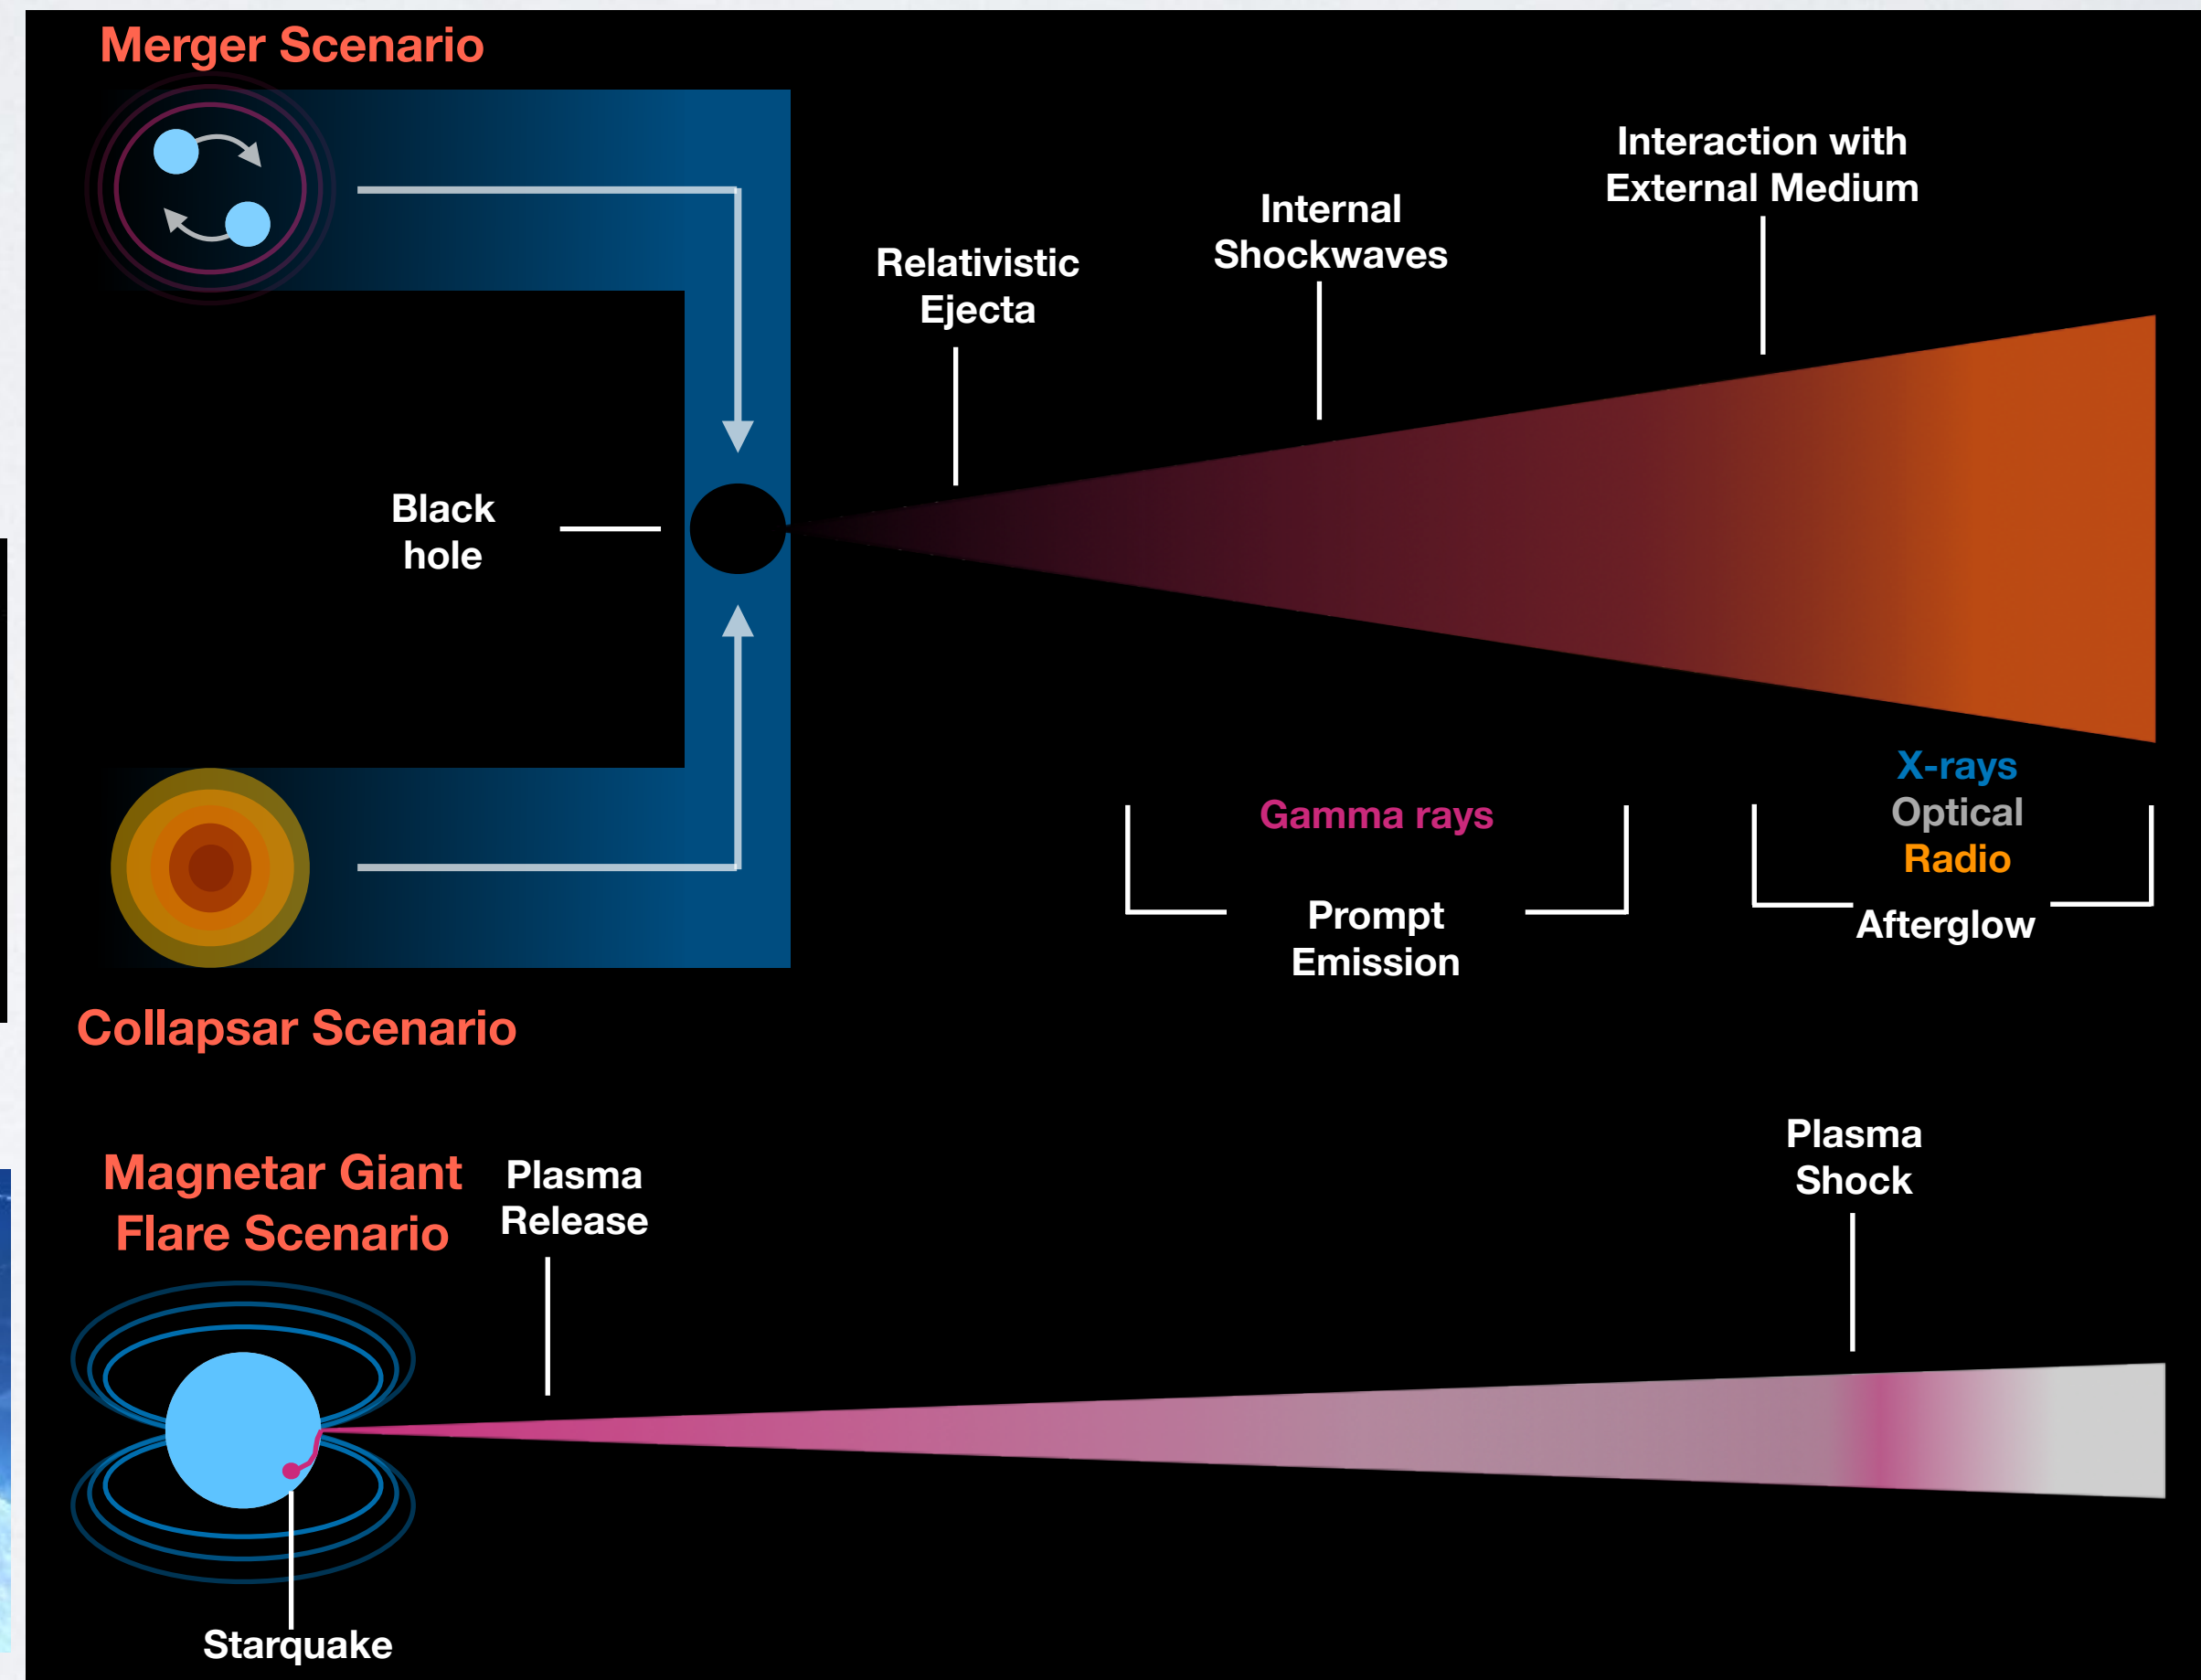 Merger Scenario
Interaction with
External Medium
Internal
Shockwaves
Relativistic
Ejecta
Black
hole
X-rays
Optical
Radio
Gamma rays
Prompt
Emission
Afterglow
Collapsar Scenario
Magnetar Giant
Flare Scenario
Plasma
Release
Plasma
Shock
Starquake